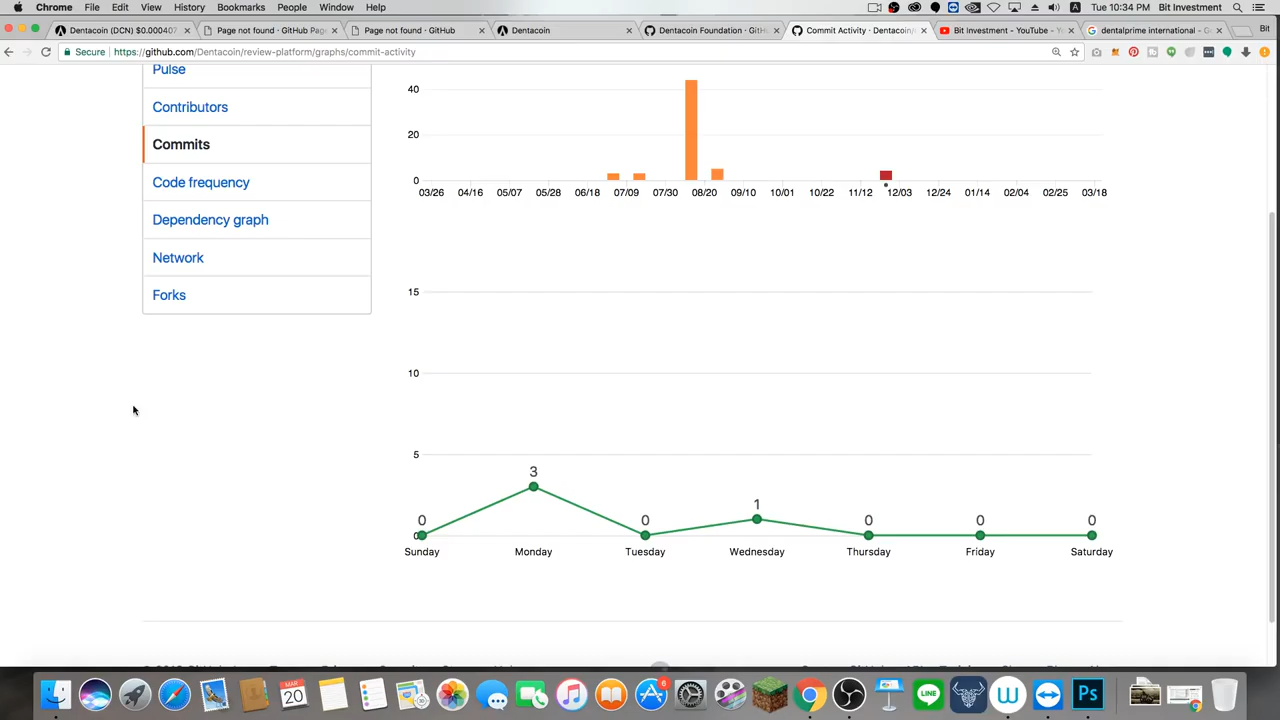 Chrome File Edit View History Bookmarks People Window Help Tue 10:34 PM Bit Investment
Dentacoin (DCN) $0.000407 Page not found · GitHub Pag Page not found · GitHub Dentacoin Dentacoin Foundation · GitH Commit Activity · Dentacoin/r Bit Investment - YouTube - Y dentalprime international - G Bit
Secure https://github.com/Dentacoin/review-platform/graphs/commit-activity
Pulse
Contributors
Commits
Code frequency
Dependency graph
Network
Forks
40
20
0
03/26 04/16 05/07 05/28 06/18 07/09 07/30 08/20 09/10 10/01 10/22 11/12 12/03 12/24 01/14 02/04 02/25 03/18
15
10
5
0
0 3 0 1 0 0 0
Sunday Monday Tuesday Wednesday Thursday Friday Saturday
MAR
20
6
Ps
LINE
W